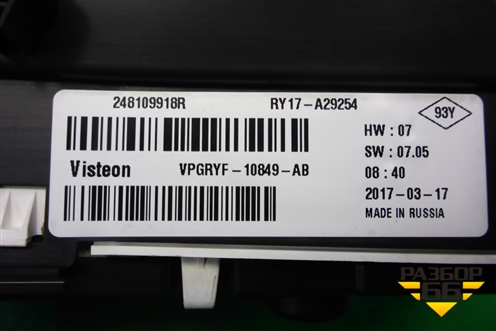 248109918R RY17-A29254
93Y
HW : 07
Visteon VPGRYF-10849-AB
SW : 07.05
08 : 40
2017-03-17
MADE IN RUSSIA
РАЗБОР
66